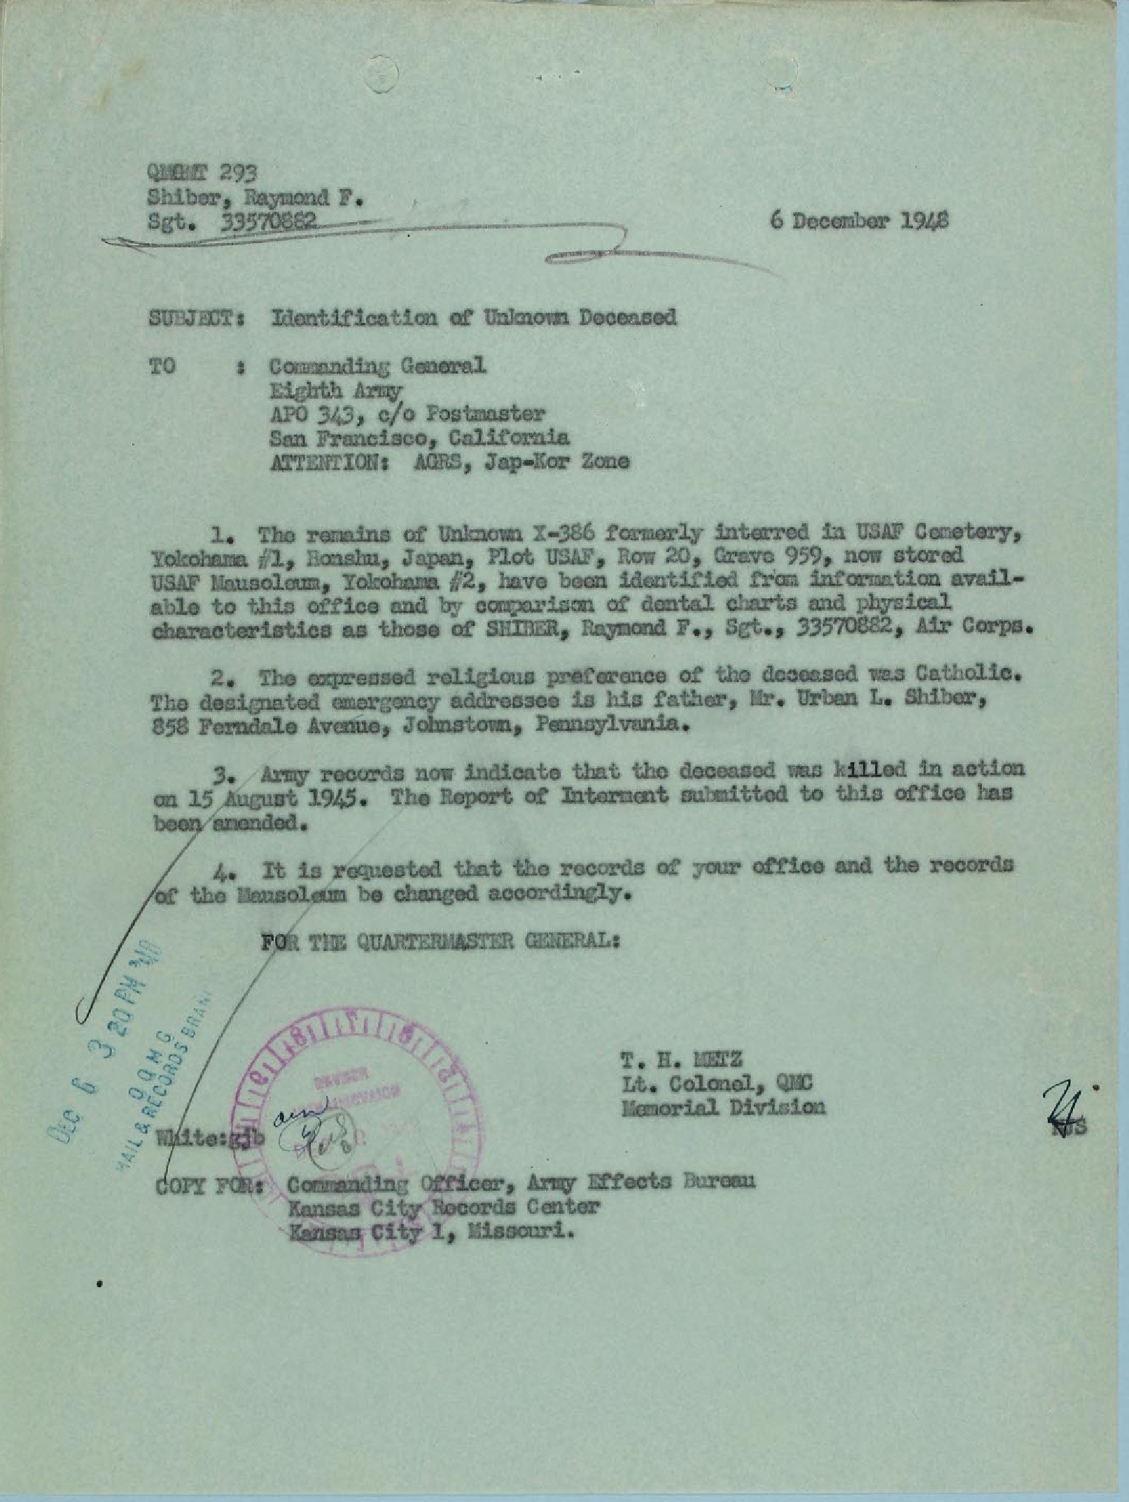 QMGMT 293
Shiber, Raymond F.
Sgt. 33570882
6 December 1948
SUBJECT: Identification of Unknown Deceased
TO : Commanding General
Eighth Army
APO 343, c/o Postmaster
San Francisco, California
ATTENTION: AGRS, Jap-Kor Zone
1. The remains of Unknown X-386 formerly interred in USAF Cemetery,
Yokohama #1, Honshu, Japan, Plot USAF, Row 20, Grave 959, now stored
USAF Mausoleum, Yokohama #2, have been identified from information avail-
able to this office and by comparison of dental charts and physical
characteristics as those of SHIBER, Raymond F., Sgt., 33570882, Air Corps.
2. The expressed religious preference of the deceased was Catholic.
The designated emergency addressee is his father, Mr. Urban L. Shiber,
858 Ferndale Avenue, Johnstown, Pennsylvania.
3. Army records now indicate that the deceased was killed in action
on 15 August 1945. The Report of Interment submitted to this office has
been amended.
4. It is requested that the records of your office and the records
of the Mausoleum be changed accordingly.
FOR THE QUARTERMASTER GENERAL:
DEC 6 3 20 PM
OQMG
MAIL & RECORDS BRAN
T. H. METZ
Lt. Colonel, QMC
Memorial Division
White:gjb
COPY FOR: Commanding Officer, Army Effects Bureau
Kansas City Records Center
Kansas City 1, Missouri.